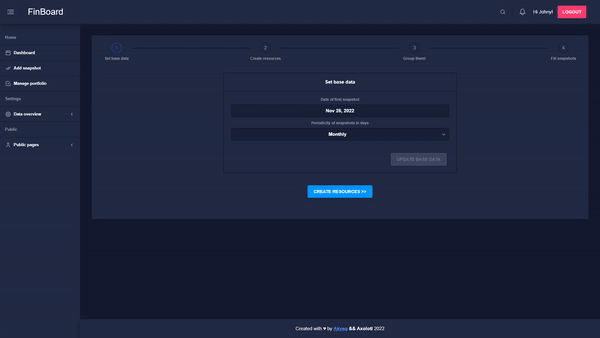 FinBoard
Hi Johny!
LOGOUT
Home
Dashboard
Add snapshot
Manage portfolio
Settings
Data overview
Public
Public pages
1
2
3
4
Set base data
Create resources
Group them!
Fill snapshots
Set base data
Date of first snapshot
Nov 26, 2022
Periodicity of snapshots in days
Monthly
UPDATE BASE DATA
CREATE RESOURCES >>
Created with ♥ by Akveo && Axolotl 2022